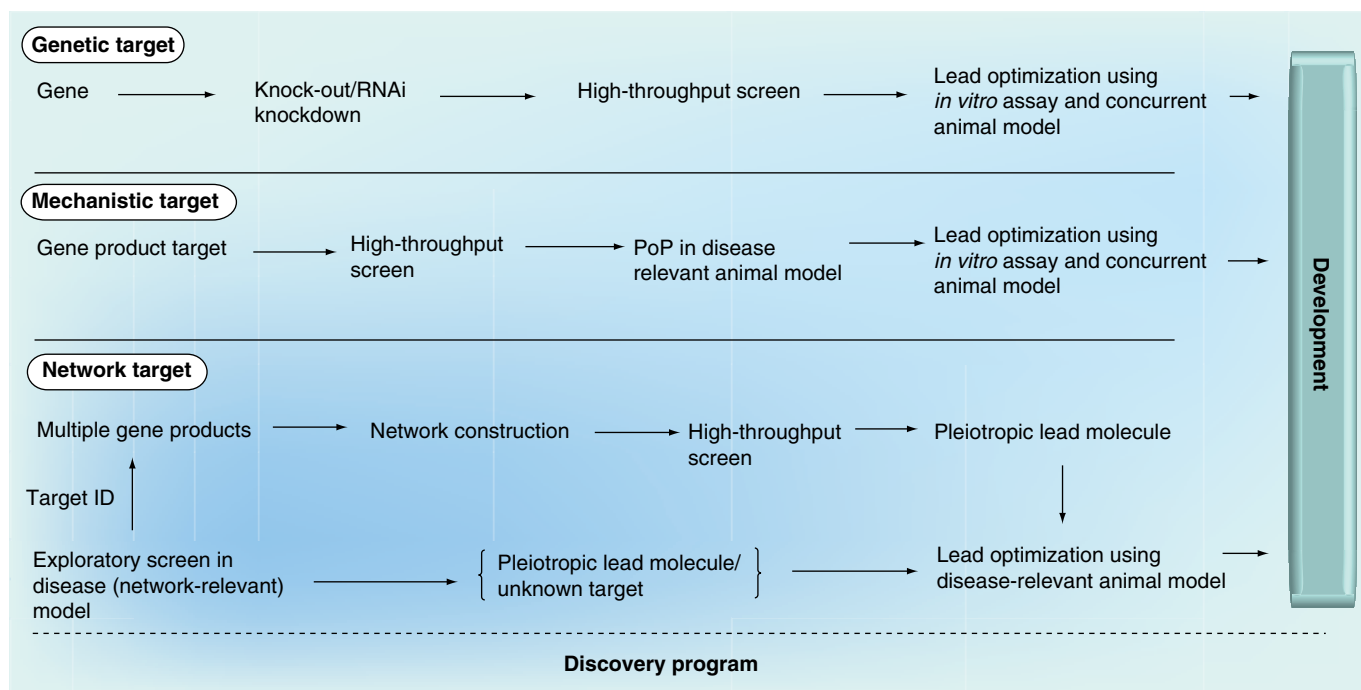 Genetic target
Gene
Knock-out/RNAi
knockdown
High-throughput screen
Lead optimization using
in vitro assay and concurrent
animal model
Mechanistic target
Gene product target
High-throughput
screen
PoP in disease
relevant animal model
Lead optimization using
in vitro assay and concurrent
animal model
Network target
Multiple gene products
Network construction
High-throughput
screen
Pleiotropic lead molecule
Target ID
Exploratory screen in
disease (network-relevant)
model
Pleiotropic lead molecule/
unknown target
Lead optimization using
disease-relevant animal model
Development
Discovery program